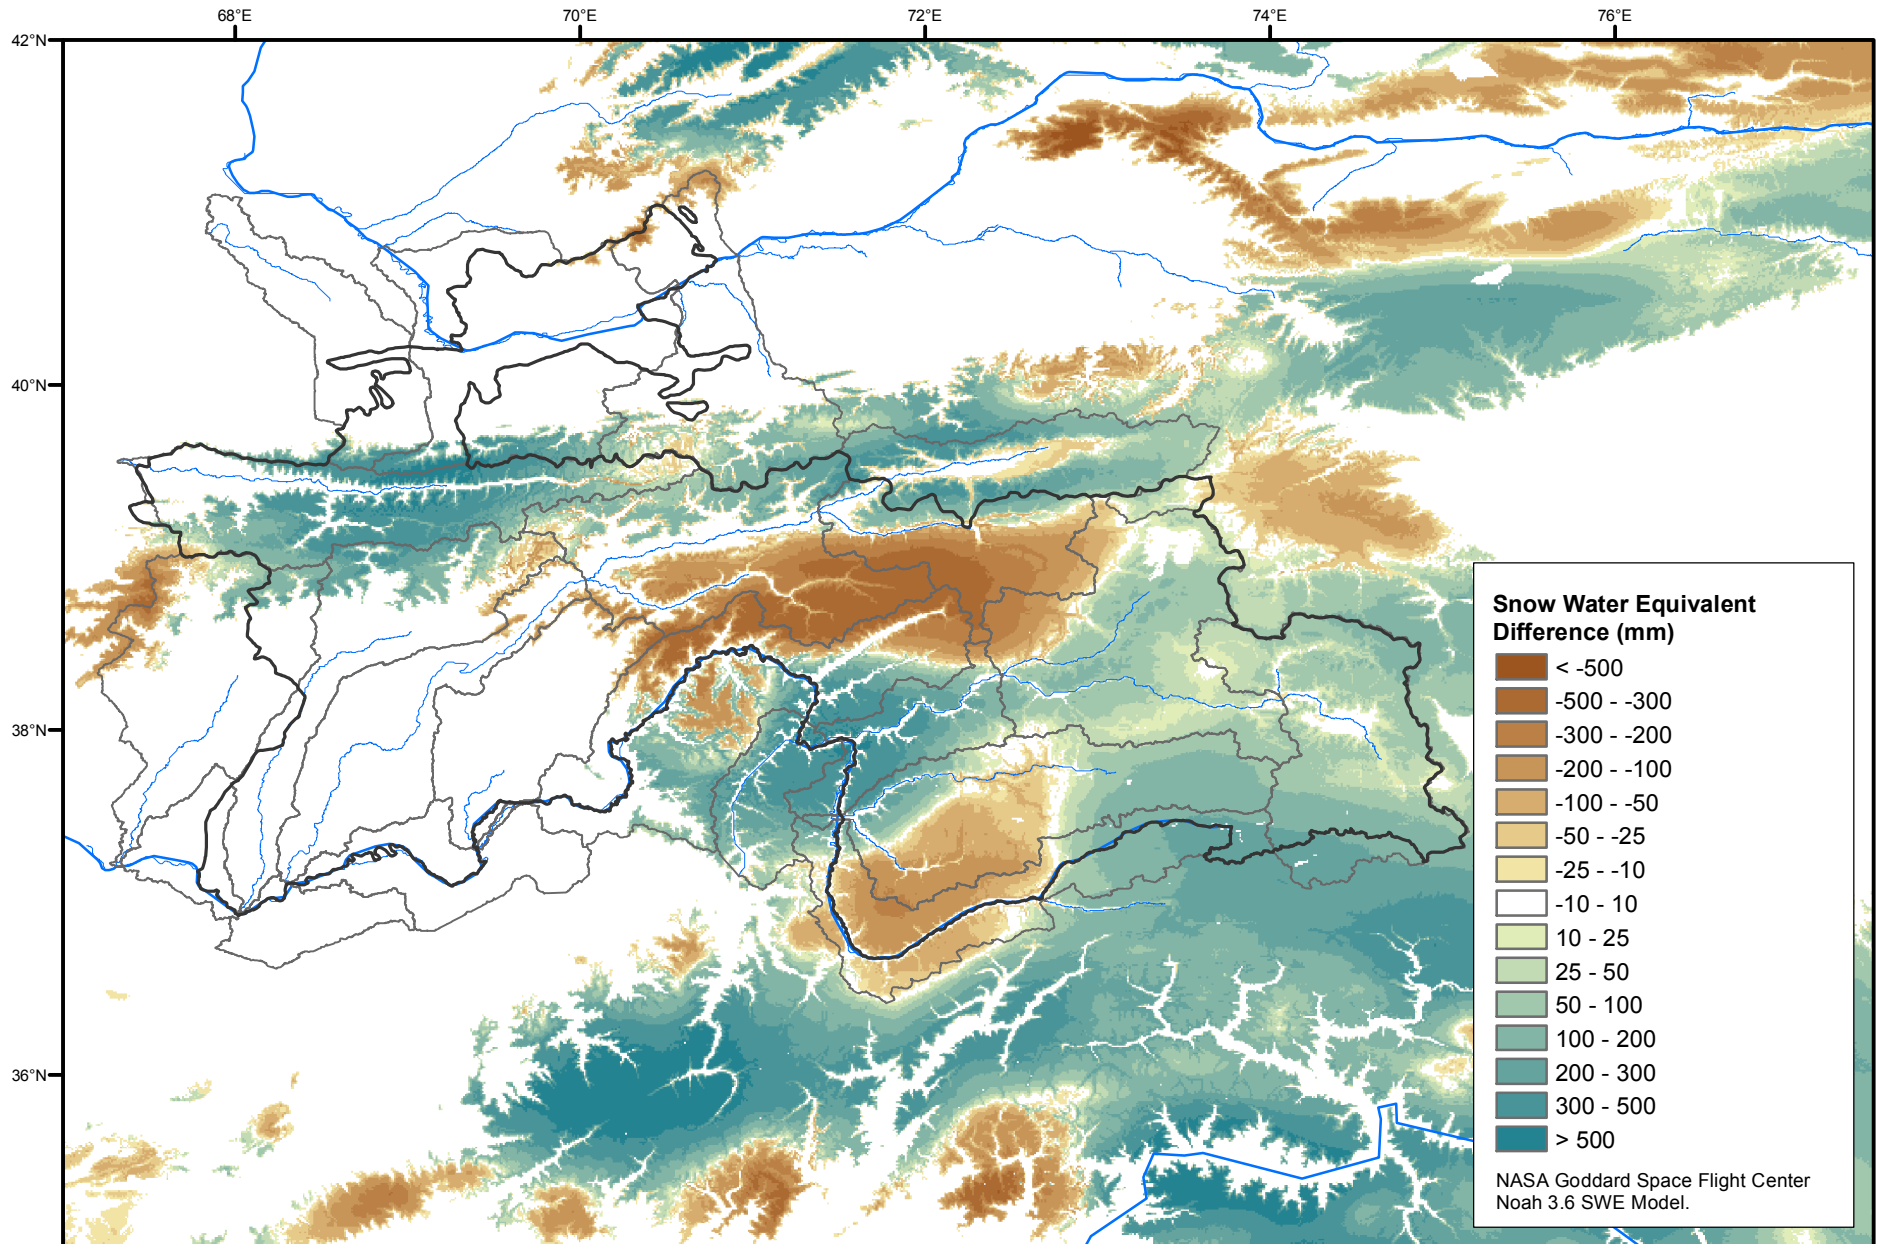 68°E
70°E
72°E
74°E
76°E
42°N
40°N
38°N
36°N
Snow Water Equivalent
Difference (mm)
< -500
-500 - -300
-300 - -200
-200 - -100
-100 - -50
-50 - -25
-25 - -10
-10 - 10
10 - 25
25 - 50
50 - 100
100 - 200
200 - 300
300 - 500
> 500
NASA Goddard Space Flight Center
Noah 3.6 SWE Model.